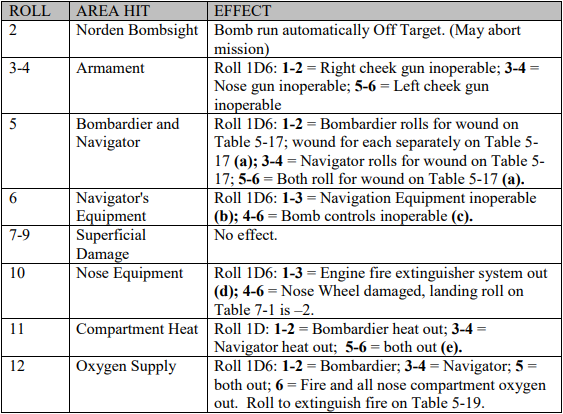 ROLL AREA HIT EFFECT
2 Norden Bombsight Bomb run automatically Off Target. (May abort
mission)
3-4 Armament Roll 1D6: 1-2 = Right cheek gun inoperable; 3-4 =
Nose gun inoperable; 5-6 = Left cheek gun
inoperable
5 Bombardier and Roll 1D6: 1-2 = Bombardier rolls for wound on
Navigator Table 5-17; wound for each separately on Table 5-
17 (a); 3-4 = Navigator rolls for wound on Table 5-
17; 5-6 = Both roll for wound on Table 5-17 (a).
6 Navigator's Roll 1D6: 1-3 = Navigation Equipment inoperable
Equipment (b); 4-6 = Bomb controls inoperable (c).
7-9 Superficial No effect.
Damage
10 Nose Equipment Roll 1D6: 1-3 = Engine fire extinguisher system out
(d); 4-6 = Nose Wheel damaged, landing roll on
Table 7-1 is –2.
11 Compartment Heat Roll 1D: 1-2 = Bombardier heat out; 3-4 =
Navigator heat out; 5-6 = both out (e).
12 Oxygen Supply Roll 1D6: 1-2 = Bombardier; 3-4 = Navigator; 5 =
both out; 6 = Fire and all nose compartment oxygen
out. Roll to extinguish fire on Table 5-19.